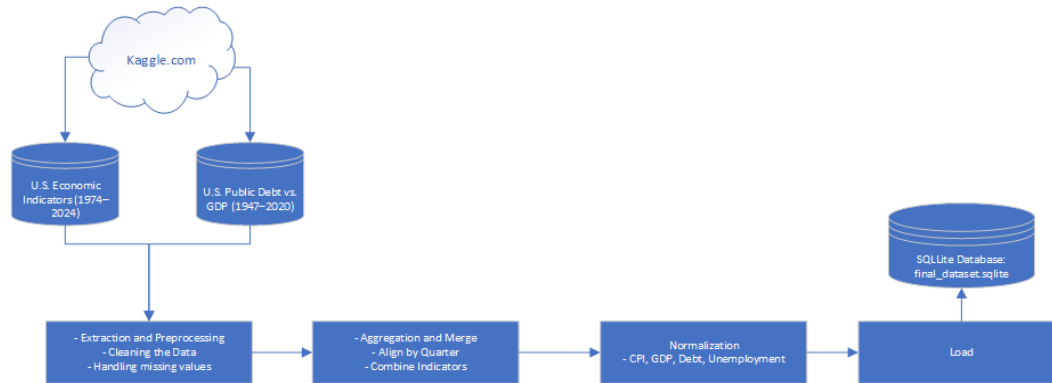 Kaggle.com
U.S. Economic
Indicators (1974–
2024)
U.S. Public Debt vs.
GDP (1947–2020)
SQLLite Database:
final_dataset.sqlite
- Extraction and Preprocessing
- Cleaning the Data
- Handling missing values
- Aggregation and Merge
- Align by Quarter
- Combine Indicators
Normalization
- CPI, GDP, Debt, Unemployment
Load